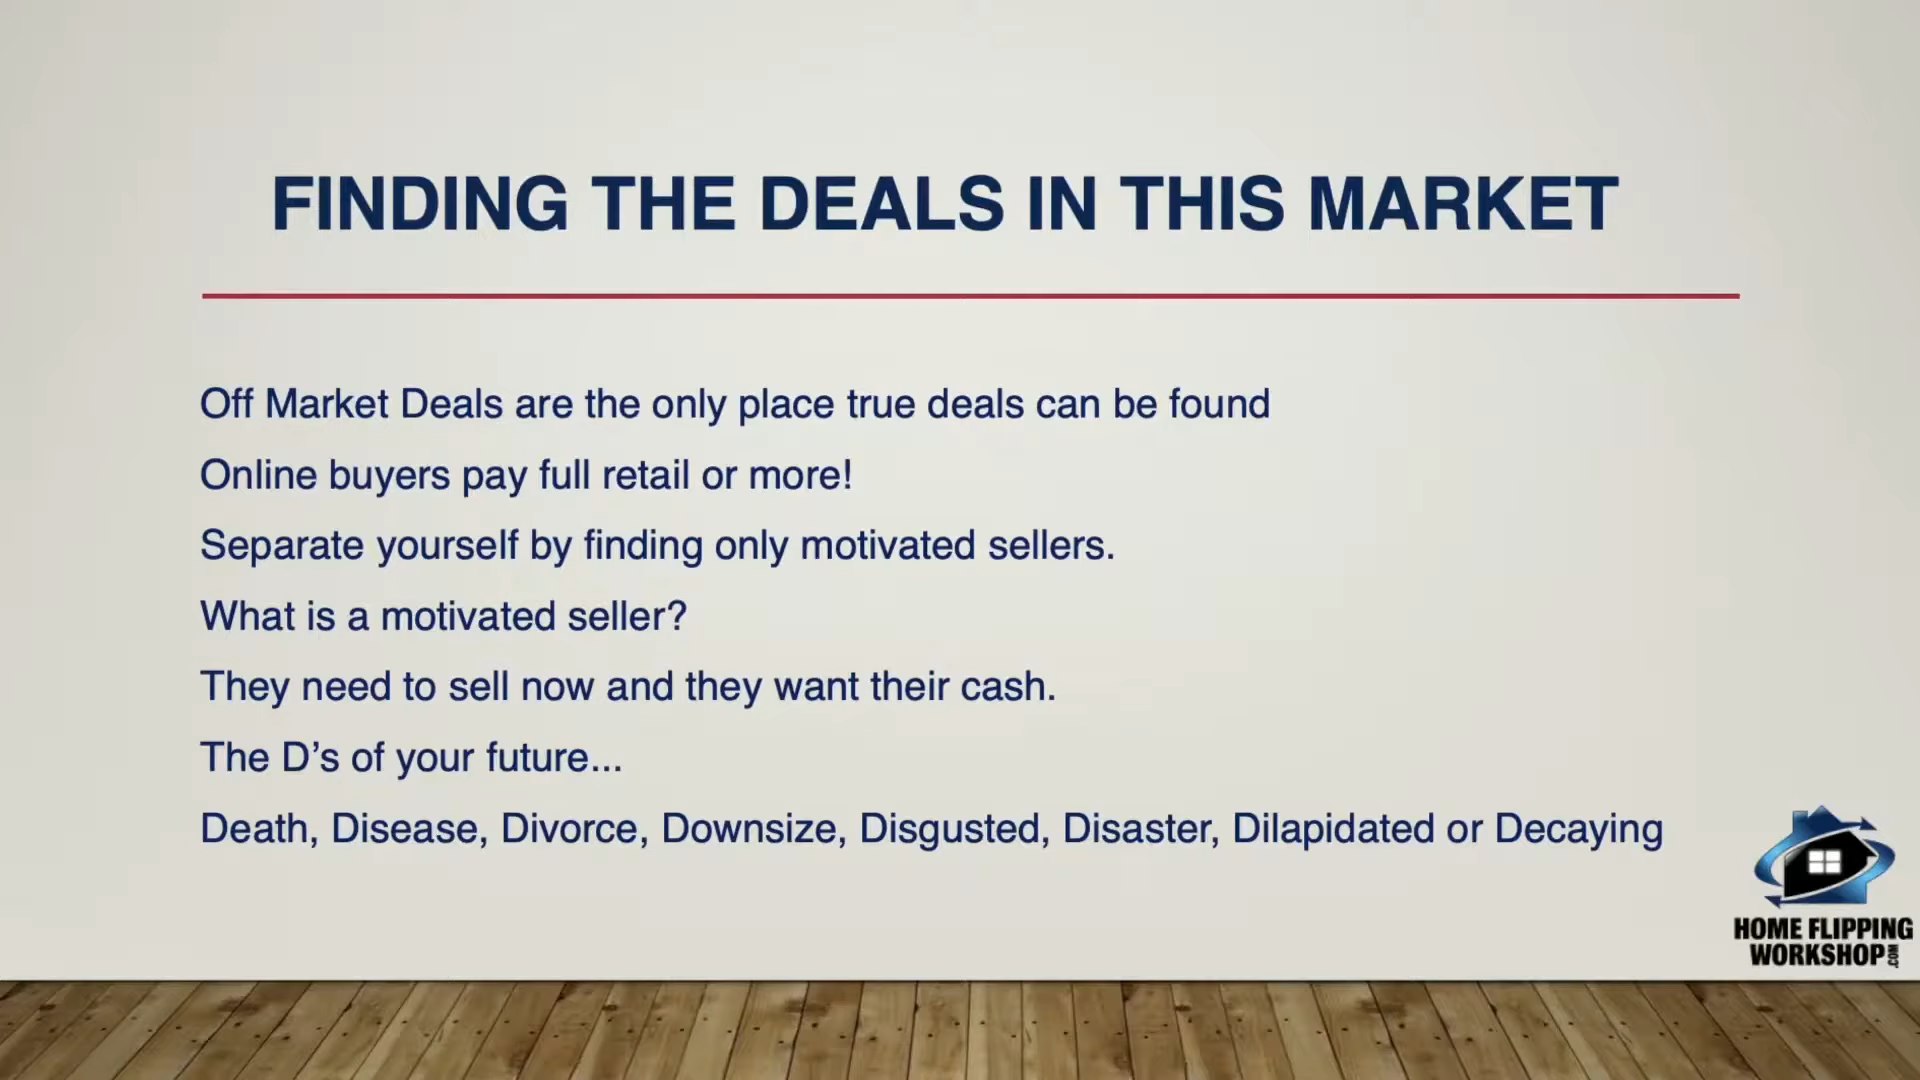 FINDING THE DEALS IN THIS MARKET
Off Market Deals are the only place true deals can be found
Online buyers pay full retail or more!
Separate yourself by finding only motivated sellers.
What is a motivated seller?
They need to sell now and they want their cash.
The D’s of your future...
Death, Disease, Divorce, Downsize, Disgusted, Disaster, Dilapidated or Decaying
HOME FLIPPING
WORKSHOP.COM